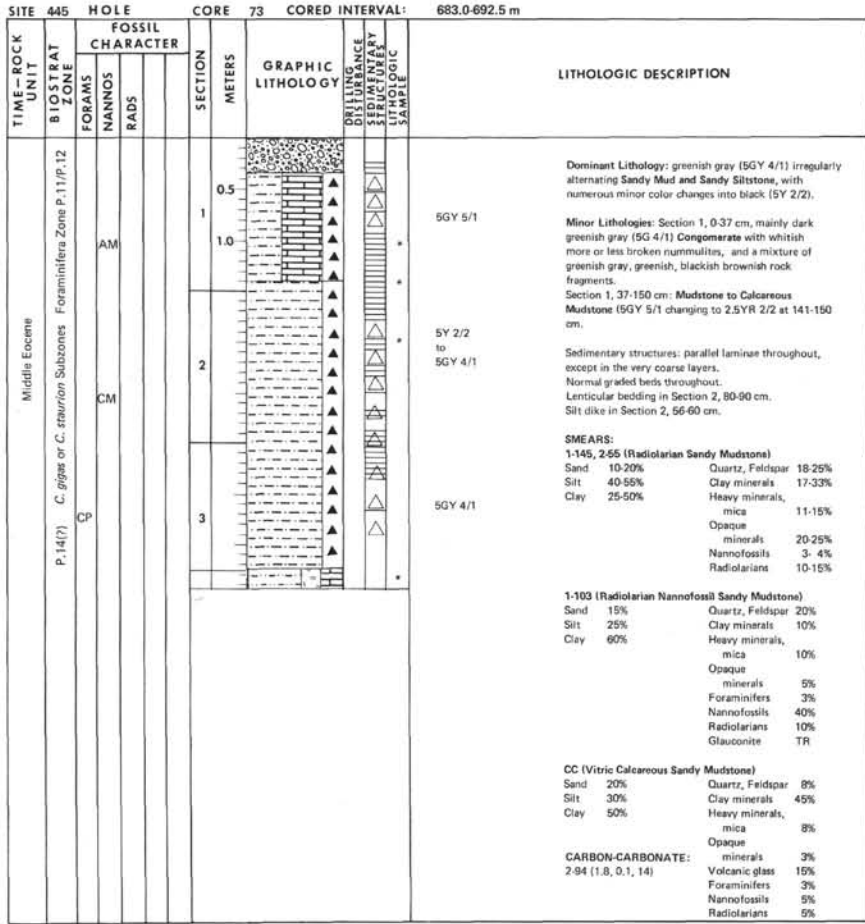 SITE 445 HOLE CORE 73 CORED INTERVAL: 683.0-692.5 m
TIME—ROCK UNIT
BIOSTRAT ZONE
FOSSIL CHARACTER
FORAMS
NANNOS
RADS
SECTION
METERS
GRAPHIC LITHOLOGY
DRILLING DISTURBANCE
SEDIMENTARY STRUCTURES
LITHOLOGIC SAMPLE
LITHOLOGIC DESCRIPTION
Middle Eocene
P.14(?) C. gigas or C. staurion Subzones Foraminifera Zone P.11/P.12
AM
CM
CP
1
0.5
1.0
2
3
*
*
*
*
5GY 5/1
5Y 2/2
to
5GY 4/1
5GY 4/1
Dominant Lithology: greenish gray (5GY 4/1) irregularly
alternating Sandy Mud and Sandy Siltstone, with
numerous minor color changes into black (5Y 2/2).
Minor Lithologies: Section 1, 0-37 cm, mainly dark
greenish gray (5G 4/1) Congomerate with whitish
more or less broken nummulites, and a mixture of
greenish gray, greenish, blackish brownish rock
fragments.
Section 1, 37-150 cm: Mudstone to Calcareous
Mudstone (5GY 5/1 changing to 2.5YR 2/2 at 141-150
cm.
Sedimentary structures: parallel laminae throughout,
except in the very coarse layers.
Normal graded beds throughout.
Lenticular bedding in Section 2, 80-90 cm.
Silt dike in Section 2, 56-60 cm.
SMEARS:
1-145, 2-55 (Radiolarian Sandy Mudstone)
Sand 10-20% Quartz, Feldspar 18-25%
Silt 40-55% Clay minerals 17-33%
Clay 25-50% Heavy minerals,
mica 11-15%
Opaque
minerals 20-25%
Nannofossils 3- 4%
Radiolarians 10-15%
1-103 (Radiolarian Nannofossil Sandy Mudstone)
Sand 15% Quartz, Feldspar 20%
Silt 25% Clay minerals 10%
Clay 60% Heavy minerals,
mica 10%
Opaque
minerals 5%
Foraminifers 3%
Nannofossils 40%
Radiolarians 10%
Glauconite TR
CC (Vitric Calcareous Sandy Mudstone)
Sand 20% Quartz, Feldspar 8%
Silt 30% Clay minerals 45%
Clay 50% Heavy minerals,
mica 8%
Opaque
CARBON-CARBONATE: minerals 3%
2-94 (1.8, 0.1, 14) Volcanic glass 15%
Foraminifers 3%
Nannofossils 5%
Radiolarians 5%